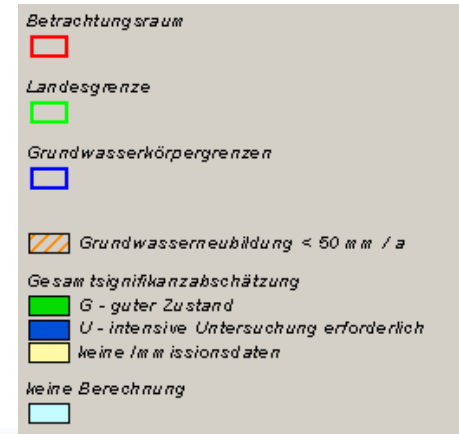 Betrachtungsraum
Landesgrenze
Grundwasserkörpergrenzen
Grundwasserneubildung < 50 mm / a
Gesamtsignifikanzabschätzung
G - guter Zustand
U - intensive Untersuchung erforderlich
keine Immissionsdaten
keine Berechnung